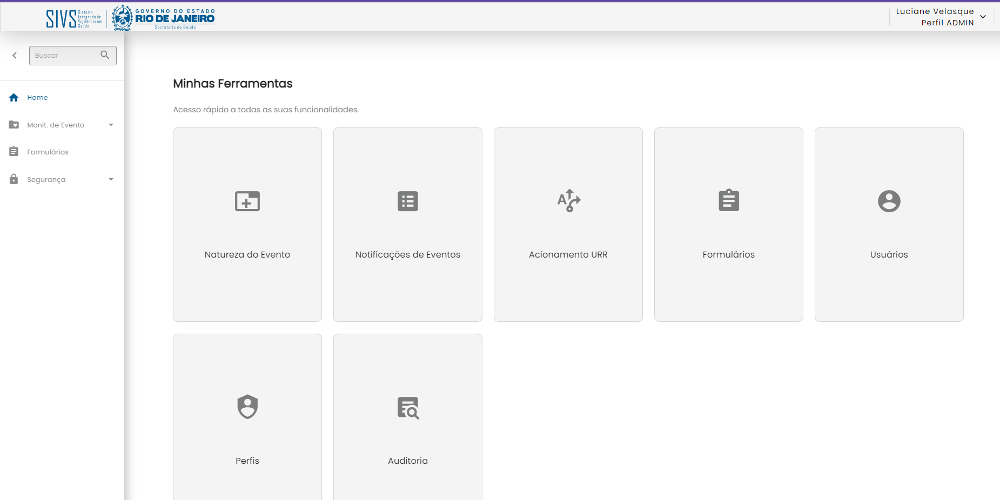 SIVS
Sistema
Integrado de
Vigilância em
Saúde
GOVERNO DO ESTADO
RIO DE JANEIRO
Secretaria de Saúde
Luciane Velasque
Perfil ADMIN
Buscar
Home
Monit. de Evento
Formulários
Segurança
Minhas Ferramentas
Acesso rápido a todas as suas funcionalidades.
Natureza do Evento
Notificações de Eventos
A
Acionamento URR
Formulários
Usuários
Perfis
Auditoria